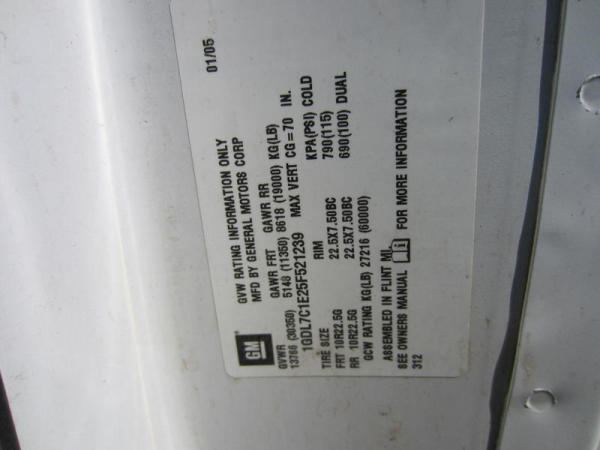 GVW RATING INFORMATION ONLY 01/05
MFD BY GENERAL MOTORS CORP
GM
GVWR GAWR FRT GAWR RR
13766 (30350) 5148 (11350) 8618 (19000) KG(LB)
1GDL7C1E25F521239 MAX VERT CG=70 IN.
TIRE SIZE RIM KPA(PSI) COLD
FRT 10R22.5G 22.5X7.50BC 790(115)
RR 10R22.5G 22.5X7.50BC 690(100) DUAL
GCW RATING KG(LB) 27216 (60000)
ASSEMBLED IN FLINT MI.
SEE OWNERS MANUAL i FOR MORE INFORMATION
312